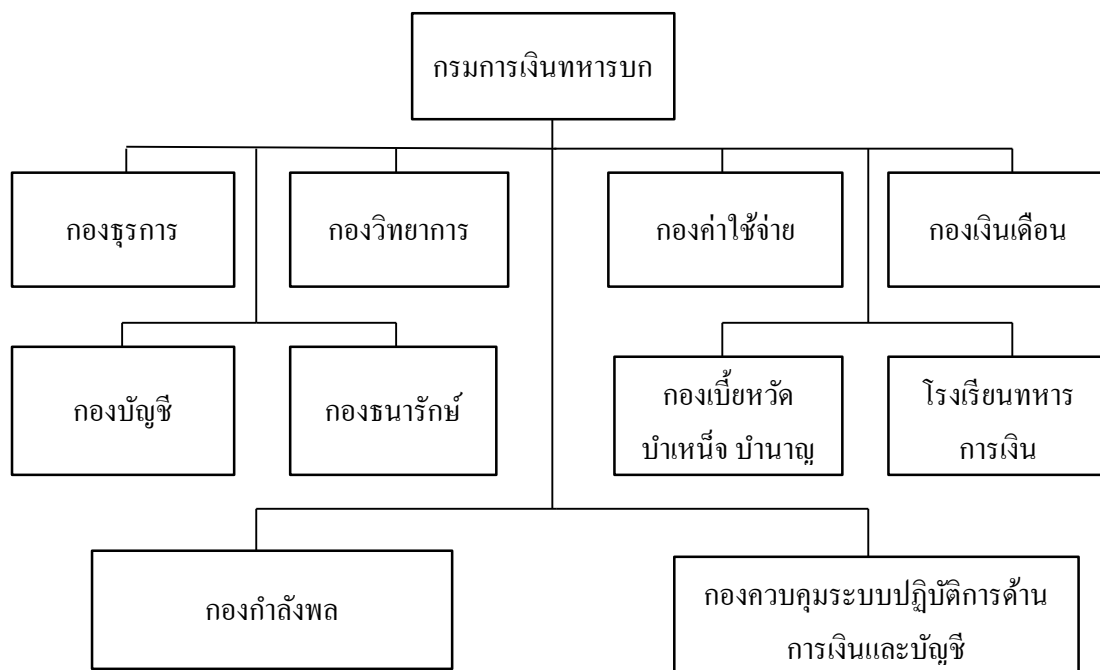 กรมการเงินทหารบก
กองธุรการ
กองวิทยาการ
กองค่าใช้จ่าย
กองเงินเดือน
กองบัญชี
กองธนารักษ์
กองเบี้ยหวัด
บำเหน็จ บำนาญ
โรงเรียนทหาร
การเงิน
กองกำลังพล
กองควบคุมระบบปฏิบัติการด้าน
การเงินและบัญชี